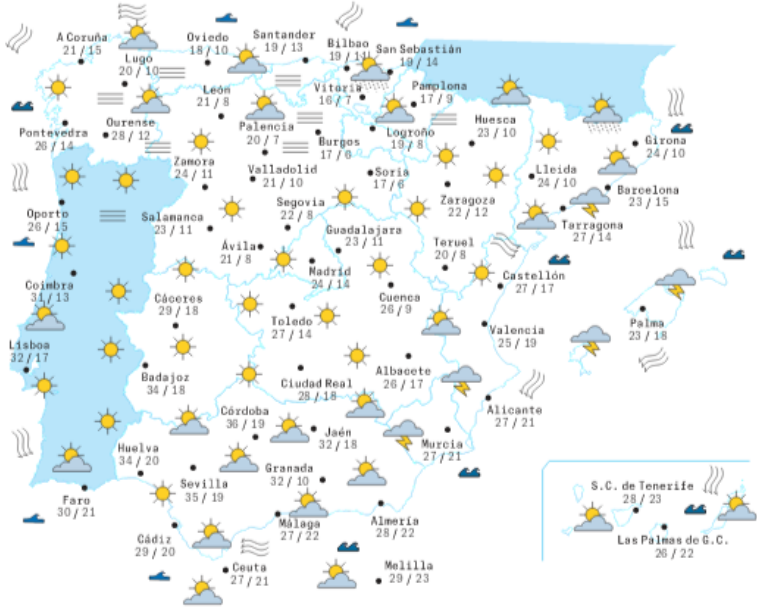 A Coruña
21 / 15
Lugo
20 / 10
Oviedo
18 / 10
Santander
19 / 13
Bilbao
19 / 14
San Sebastián
19 / 14
Vitoria
16 / 7
Pamplona
17 / 9
León
21 / 8
Pontevedra
26 / 14
Ourense
28 / 12
Palencia
20 / 7
Burgos
17 / 6
Logroño
19 / 8
Huesca
23 / 10
Girona
24 / 10
Zamora
24 / 11
Valladolid
21 / 10
Soria
17 / 6
Zaragoza
22 / 12
Lleida
24 / 10
Barcelona
23 / 15
Tarragona
27 / 14
Oporto
26 / 15
Salamanca
23 / 11
Segovia
22 / 8
Ávila
21 / 8
Guadalajara
23 / 11
Madrid
24 / 14
Teruel
20 / 8
Castellón
27 / 17
Coimbra
31 / 13
Cáceres
29 / 18
Toledo
27 / 14
Cuenca
26 / 9
Valencia
25 / 19
Palma
23 / 18
Lisboa
32 / 17
Badajoz
34 / 18
Ciudad Real
28 / 18
Albacete
26 / 17
Alicante
27 / 21
Córdoba
36 / 19
Jaén
32 / 18
Murcia
27 / 21
Huelva
34 / 20
Sevilla
35 / 19
Granada
32 / 10
Faro
30 / 21
Cádiz
29 / 20
Málaga
27 / 22
Almería
28 / 22
Ceuta
27 / 21
Melilla
29 / 23
S.C. de Tenerife
28 / 23
Las Palmas de G.C.
26 / 22